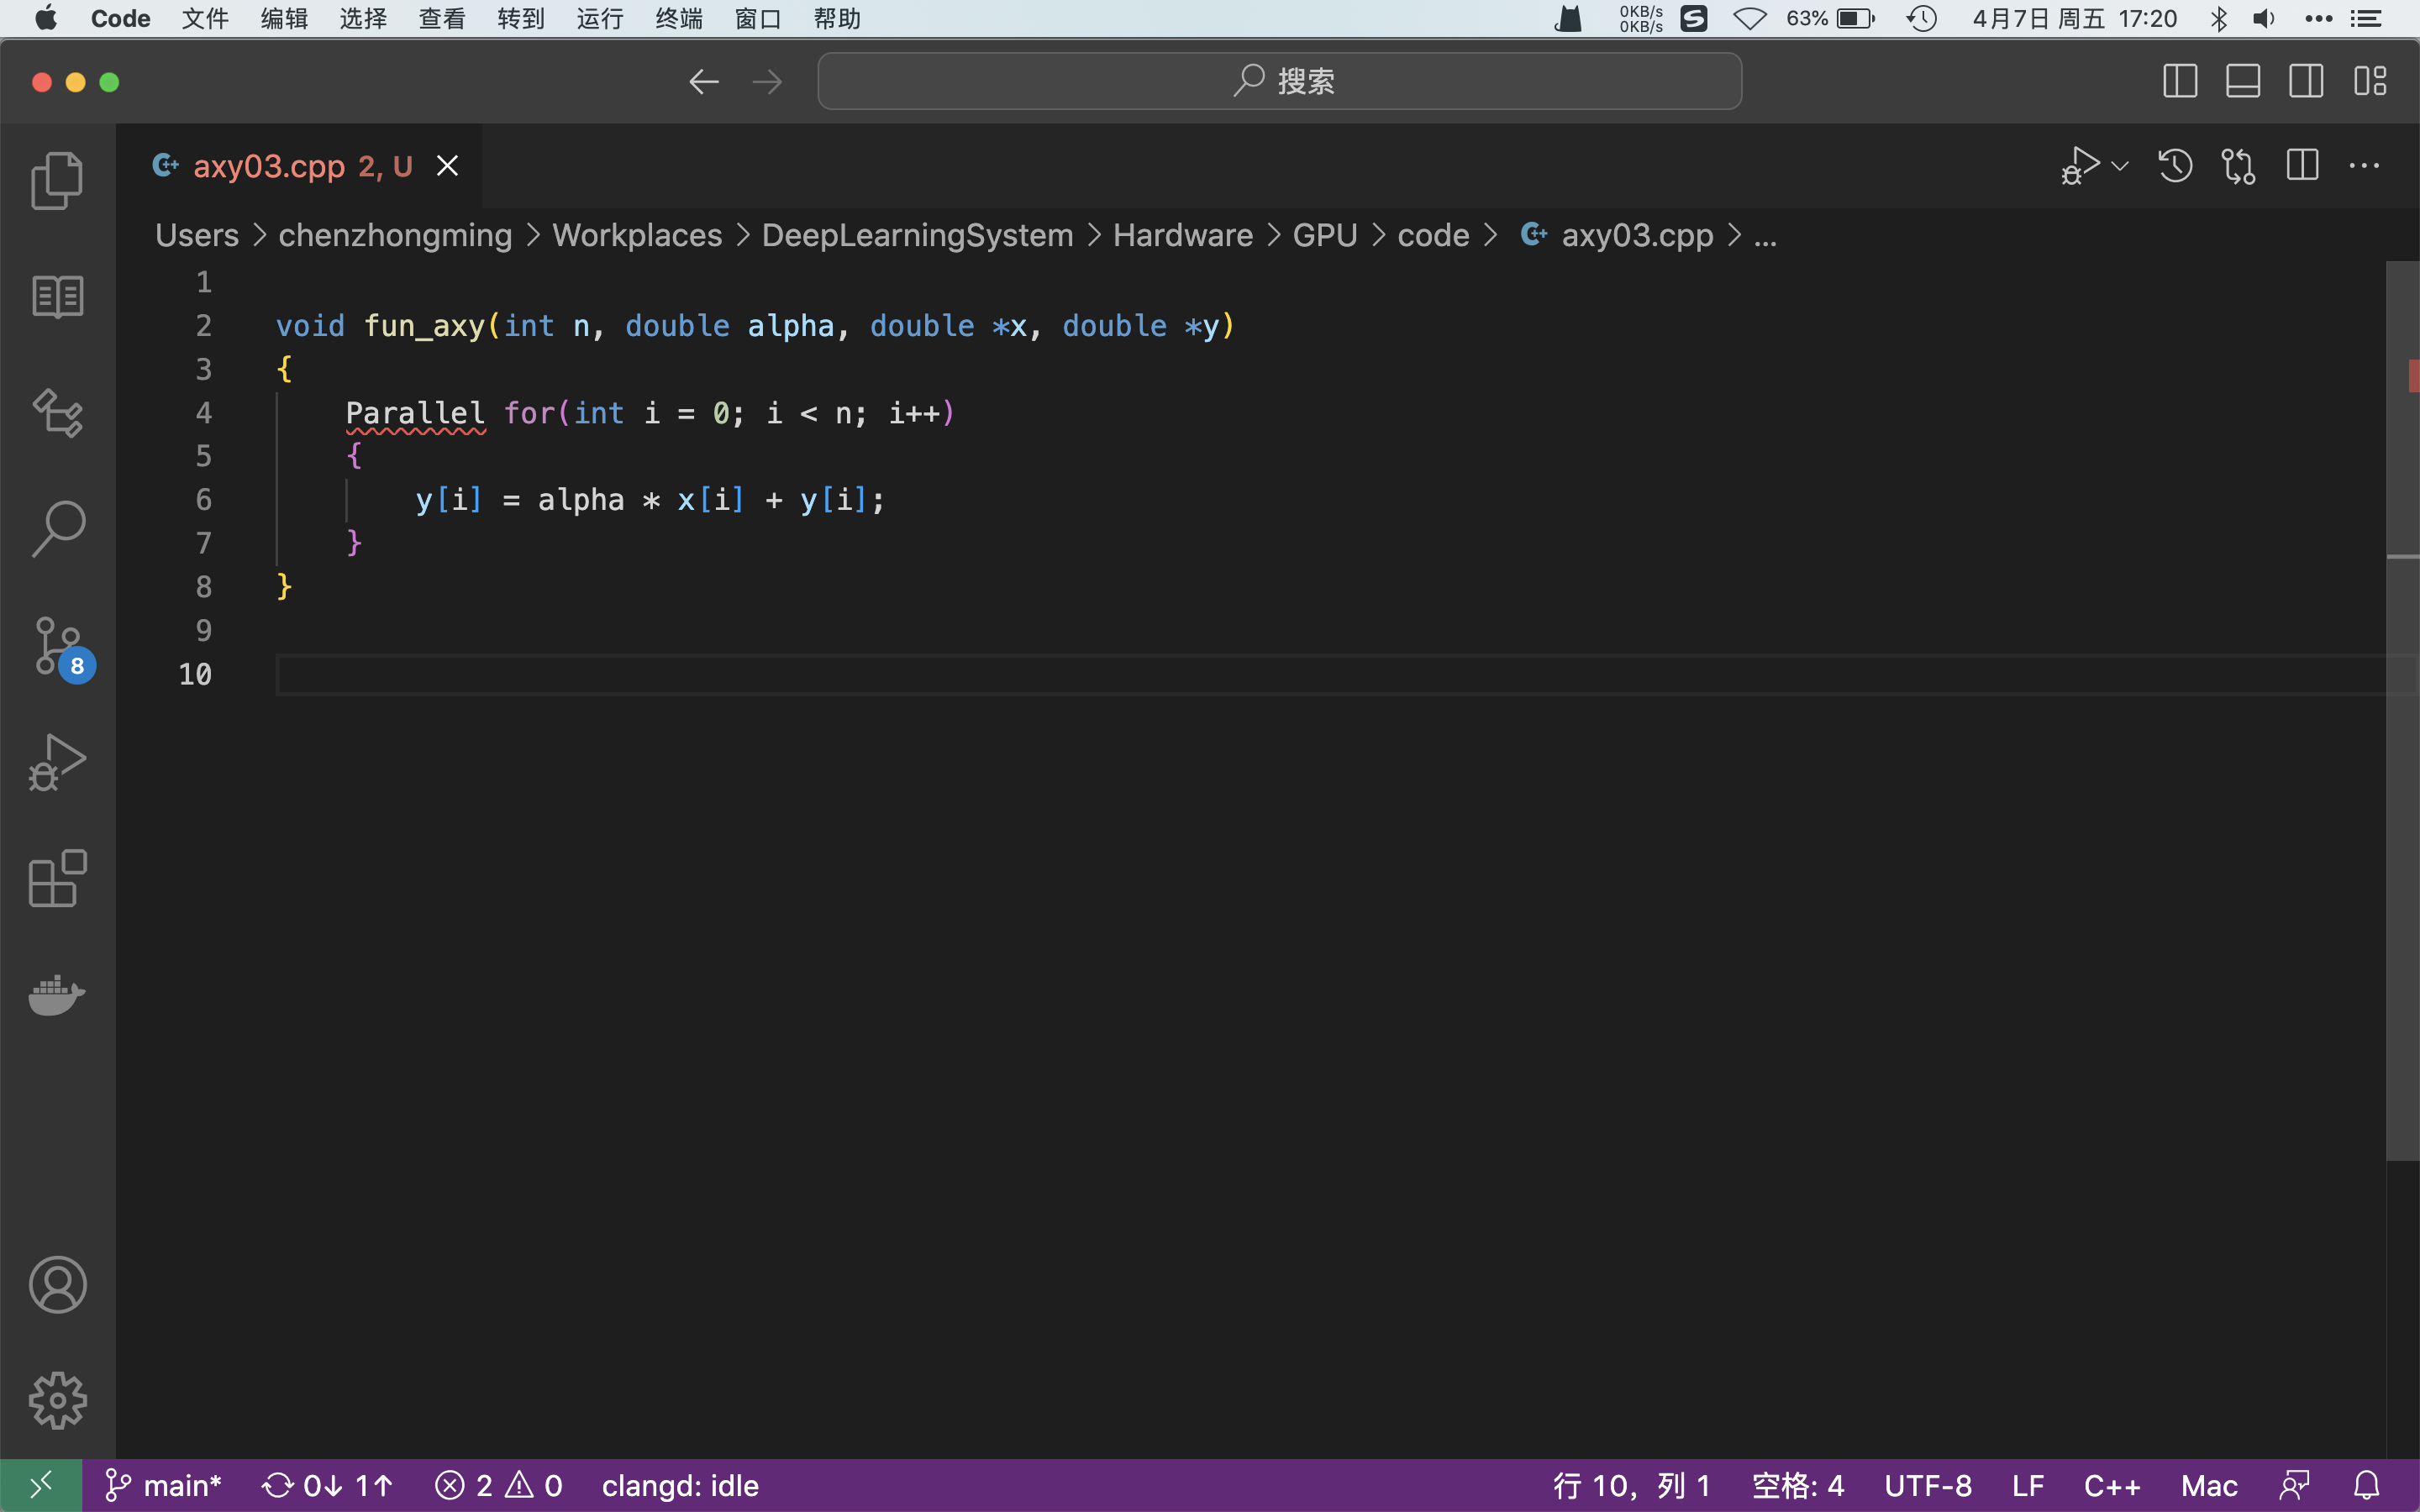 Code 文件 编辑 选择 查看 转到 运行 终端 窗口 帮助 0KB/s 0KB/s 63% 4月7日 周五 17:20
搜索
axy03.cpp 2, U
Users > chenzhongming > Workplaces > DeepLearningSystem > Hardware > GPU > code > axy03.cpp > ...
1
2 void fun_axy(int n, double alpha, double *x, double *y)
3 {
4     Parallel for(int i = 0; i < n; i++)
5     {
6         y[i] = alpha * x[i] + y[i];
7     }
8 }
9
10
8
main* 0↓ 1↑ 2 0 clangd: idle 行 10，列 1 空格: 4 UTF-8 LF C++ Mac